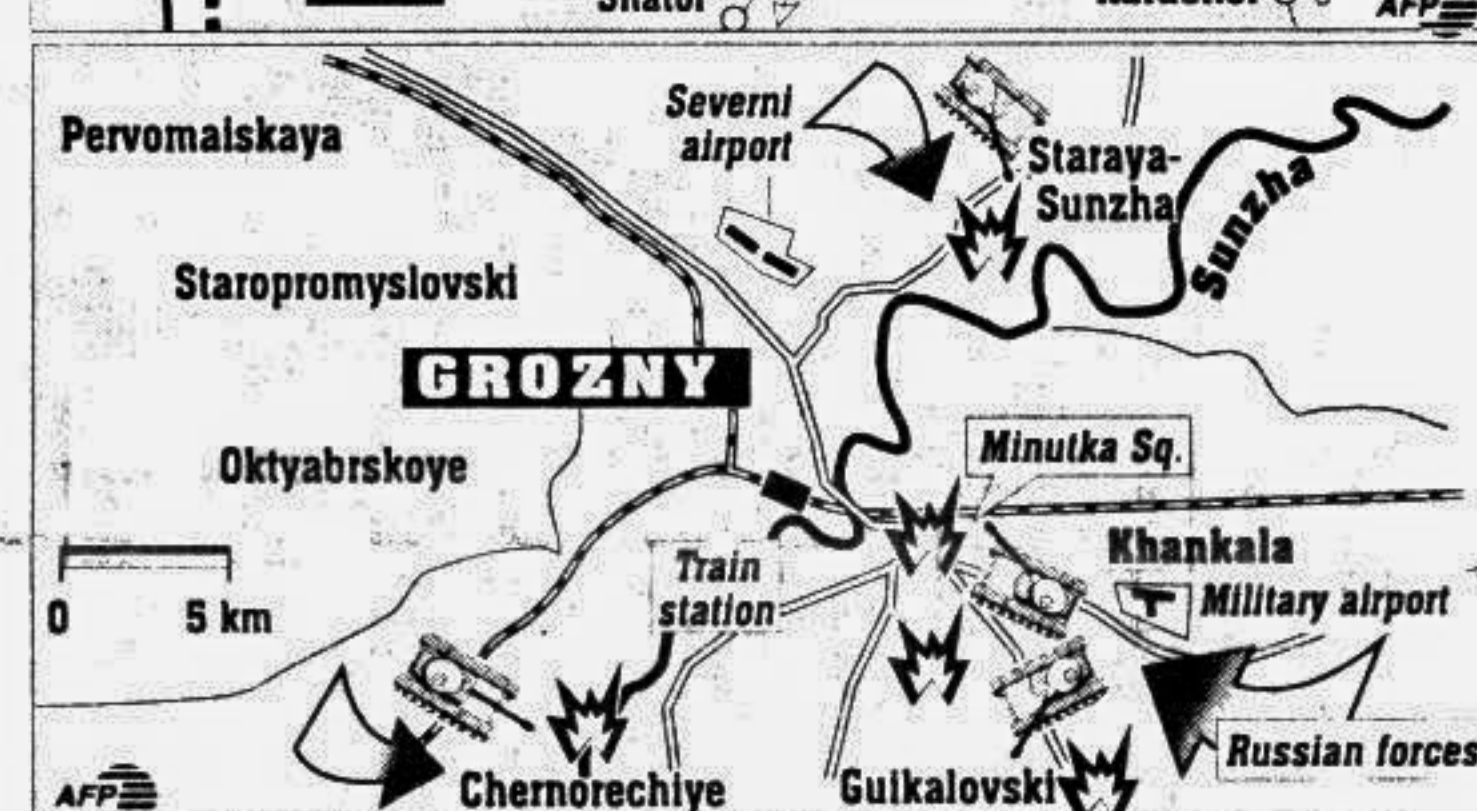 AFP
Pervomaiskaya
Severni
airport
Staraya-
Sunzha
Sunzha
Staropromyslovski
GROZNY
Oktyabrskoye
Minutka Sq.
Khankala
Military airport
Train
station
0 5 km
Russian forces
Chernorechiye
Guikalovski
AFP